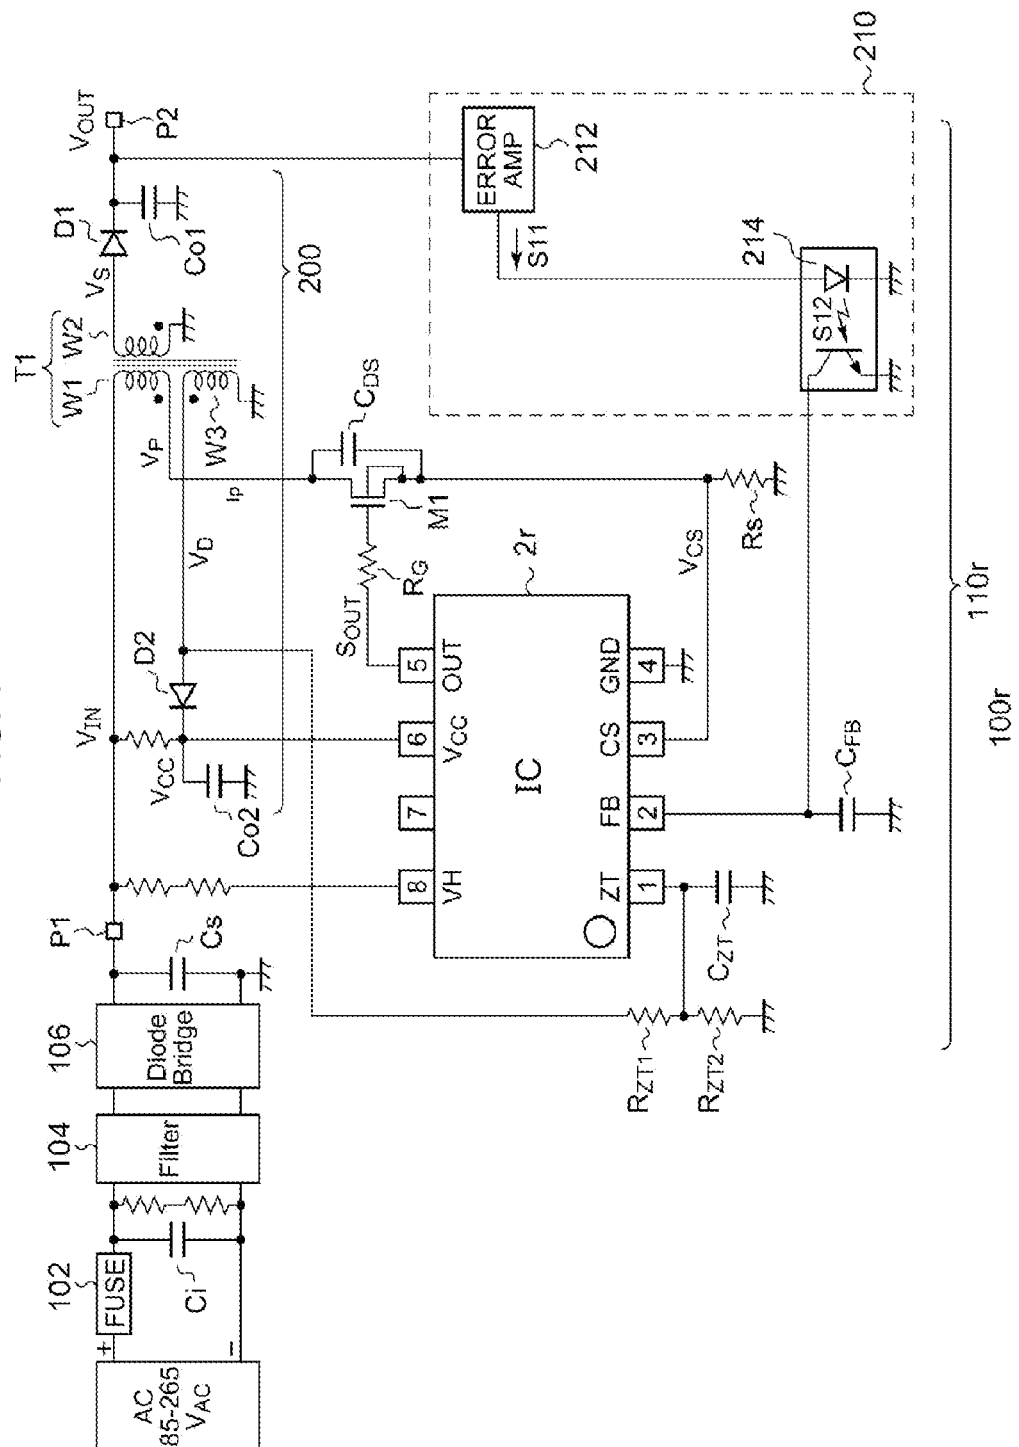 AC
85-265
VAC
+
−
FUSE
102
Ci
Filter
104
Diode
Bridge
106
Cs
P1
VIN
VCC
Co2
D2
VD
VP
IP
T1
W1
W2
W3
VS
D1
Co1
VOUT
P2
200
CDS
M1
RG
SOUT
2r
IC
8
VH
7
6
VCC
5
OUT
ZT
1
FB
2
CS
3
GND
4
VCS
Rs
RZT1
RZT2
CZT
CFB
ERROR
AMP
212
S11
214
S12
210
110r
100r